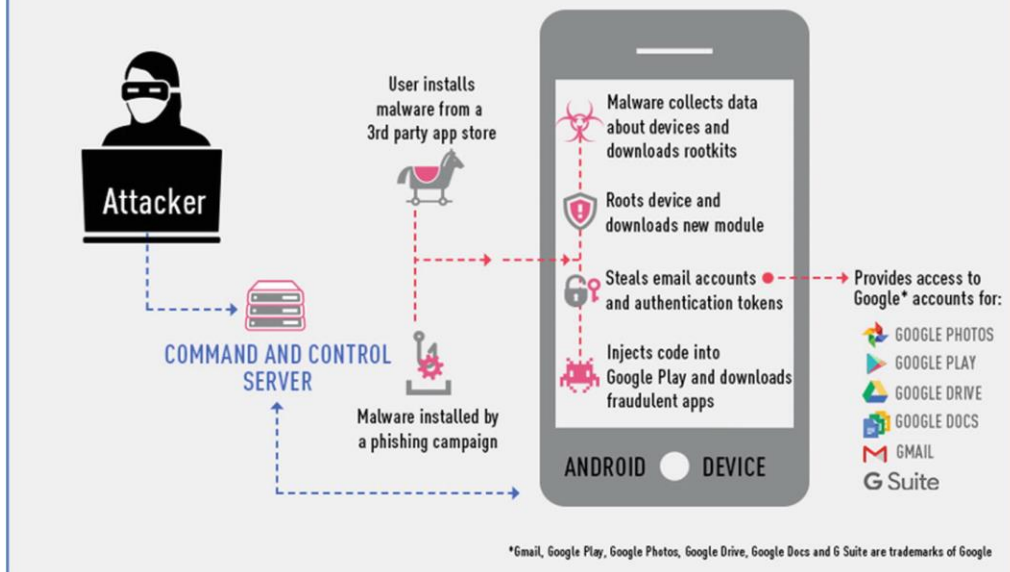 Attacker
COMMAND AND CONTROL
SERVER
User installs
malware from a
3rd party app store
Malware installed by
a phishing campaign
Malware collects data
about devices and
downloads rootkits
Roots device and
downloads new module
Steals email accounts
and authentication tokens
Injects code into
Google Play and downloads
fraudulent apps
ANDROID DEVICE
Provides access to
Google* accounts for:
GOOGLE PHOTOS
GOOGLE PLAY
GOOGLE DRIVE
GOOGLE DOCS
GMAIL
G Suite
*Gmail, Google Play, Google Photos, Google Drive, Google Docs and G Suite are trademarks of Google